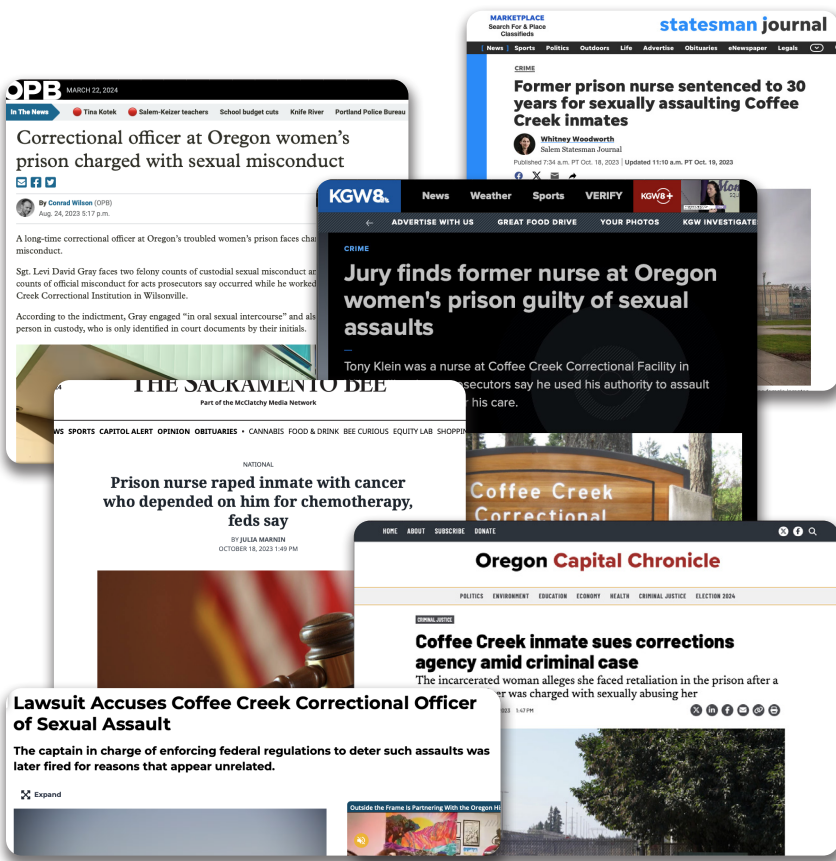 MARKETPLACE
Search For & Place
Classifieds
statesman journal
News Sports Politics Outdoors Life Advertise Obituaries eNewspaper Legals
CRIME
Former prison nurse sentenced to 30
years for sexually assaulting Coffee
Creek inmates
Whitney Woodworth
Salem Statesman Journal
Published 7:34 a.m. PT Oct. 18, 2023 Updated 11:10 a.m. PT Oct. 19, 2023
OPB MARCH 22, 2024
In The News Tina Kotek Salem-Keizer teachers School budget cuts Knife River Portland Police Bureau
Correctional officer at Oregon women's
prison charged with sexual misconduct
By Conrad Wilson (OPB)
Aug. 24, 2023 5:17 p.m.
A long-time correctional officer at Oregon's troubled women's prison faces
misconduct.
Sgt. Levi David Gray faces two felony counts of custodial sexual misconduct
counts of official misconduct for acts prosecutors say occurred while he worked
Creek Correctional Institution in Wilsonville.
According to the indictment, Gray engaged "in oral sexual intercourse" and
person in custody, who is only identified in court documents by their initials.
KGW8 News Weather Sports VERIFY KGW8+
ADVERTISE WITH US GREAT FOOD DRIVE YOUR PHOTOS KGW INVESTIGATE
CRIME
Jury finds former nurse at Oregon
women's prison guilty of sexual
assaults
Tony Klein was a nurse at Coffee Creek Correctional Facility in
say he used his authority to assault
his care.
Coffee Creek
Correctional
THE SACRAMENTO BEE
Part of the McClatchy Media Network
SPORTS CAPITOL ALERT OPINION OBITUARIES • CANNABIS FOOD & DRINK BEE CURIOUS EQUITY LAB
NATIONAL
Prison nurse raped inmate with cancer
who depended on him for chemotherapy,
feds say
BY JULIA MARNIN
OCTOBER 18, 2023 1:49 PM
HOME ABOUT SUBSCRIBE DONATE
Oregon Capital Chronicle
POLITICS ENVIRONMENT EDUCATION ECONOMY HEALTH CRIMINAL JUSTICE ELECTION 2024
CRIMINAL JUSTICE
Coffee Creek inmate sues corrections
agency amid criminal case
The incarcerated woman alleges she faced retaliation in the prison after a
was charged with sexually abusing her
1:47 PM
Lawsuit Accuses Coffee Creek Correctional Officer
of Sexual Assault
The captain in charge of enforcing federal regulations to deter such assaults was
later fired for reasons that appear unrelated.
Expand
Outside the Frame Is Partnering With the Oregon